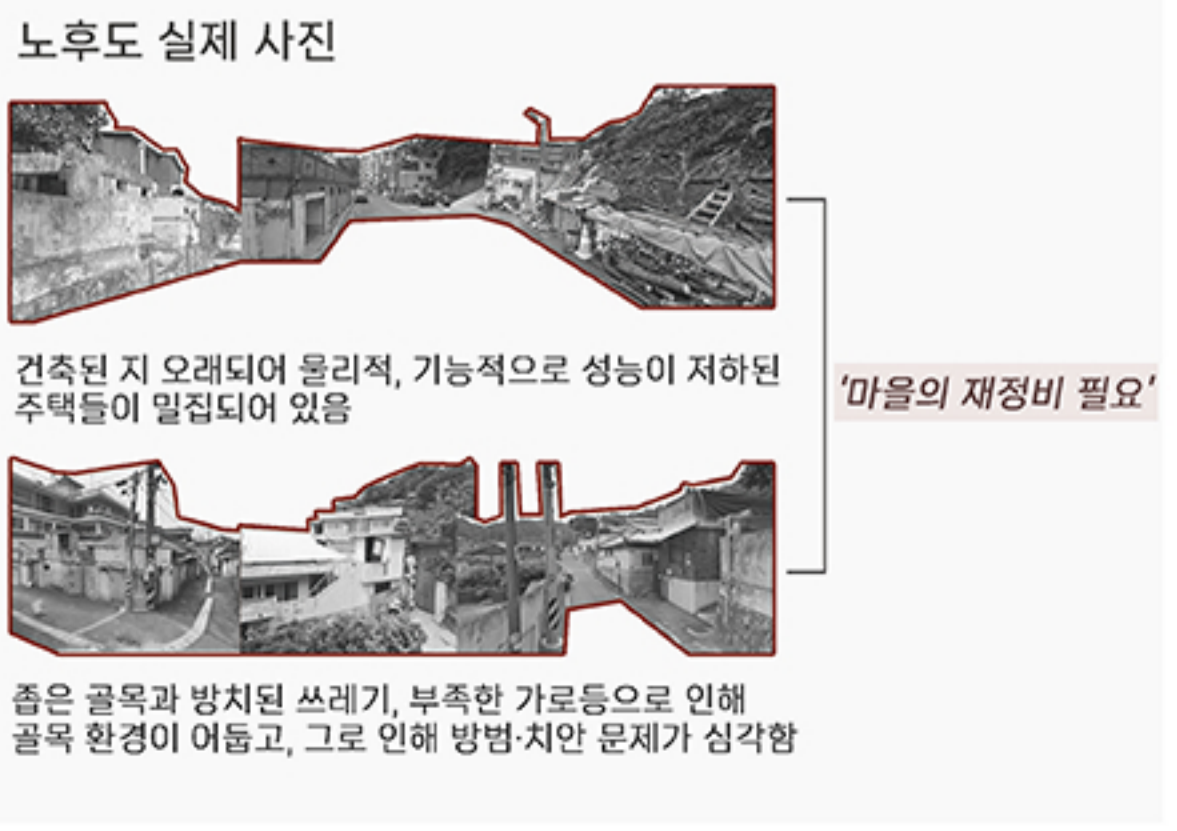 노후도 실제 사진
건축된 지 오래되어 물리적, 기능적으로 성능이 저하된
주택들이 밀집되어 있음
'마을의 재정비 필요'
좁은 골목과 방치된 쓰레기, 부족한 가로등으로 인해
골목 환경이 어둡고, 그로 인해 방범·치안 문제가 심각함